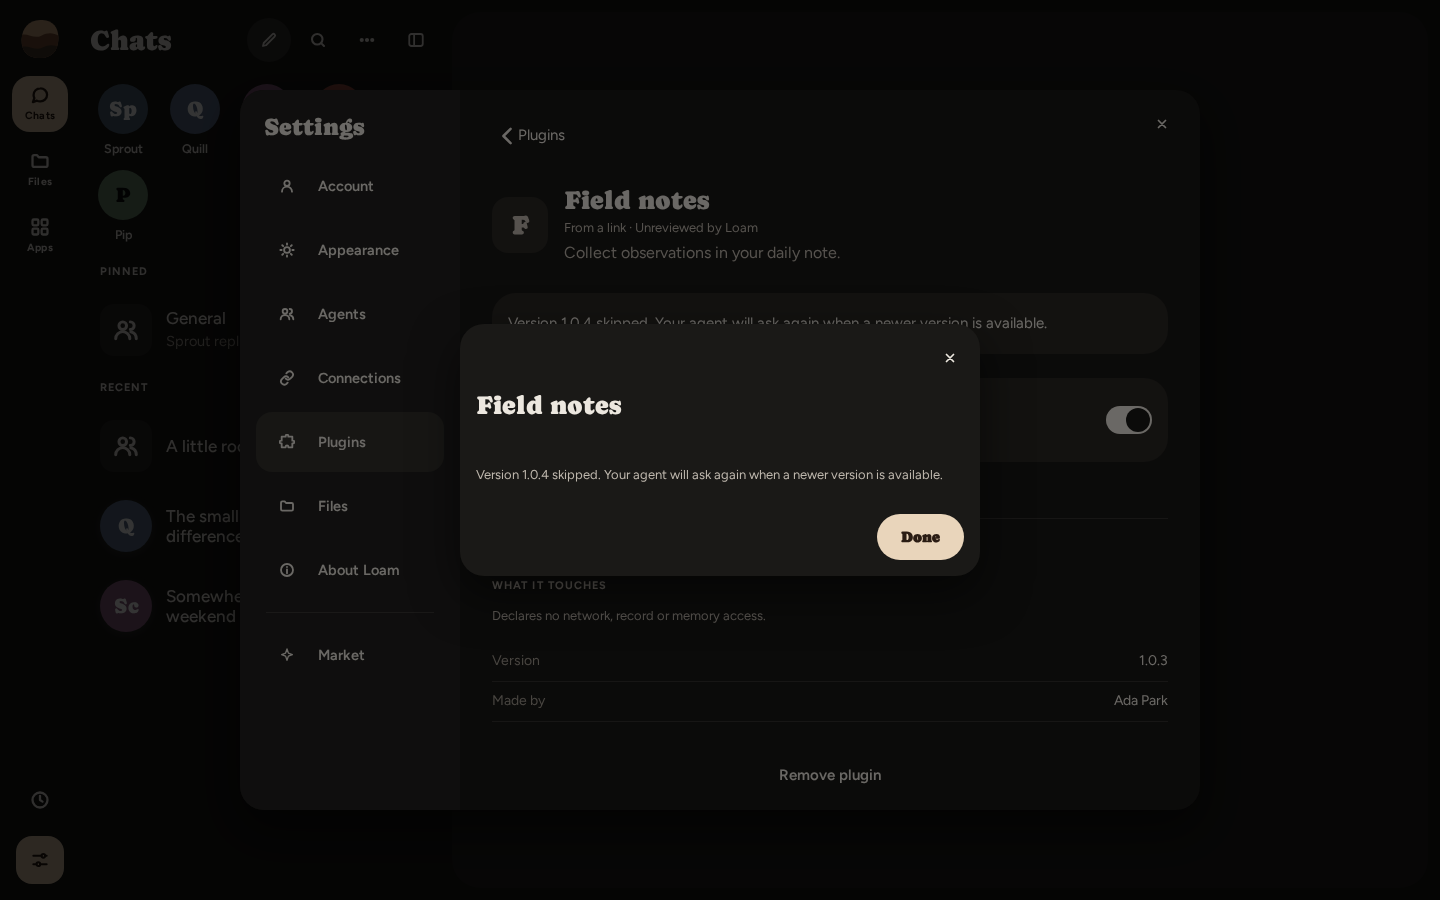 Chats
Chats
Files
Apps
Sp
Sprout
Q
Quill
P
Pip
PINNED
General
Sprout repl
RECENT
A little roo
Q
The small
difference
Sc
Somewhe
weekend
Settings
Account
Appearance
Agents
Connections
Plugins
Files
About Loam
Market
Plugins
F
Field notes
From a link · Unreviewed by Loam
Collect observations in your daily note.
Version 1.0.4 skipped. Your agent will ask again when a newer version is available.
Field notes
Version 1.0.4 skipped. Your agent will ask again when a newer version is available.
Done
WHAT IT TOUCHES
Declares no network, record or memory access.
Version
1.0.3
Made by
Ada Park
Remove plugin